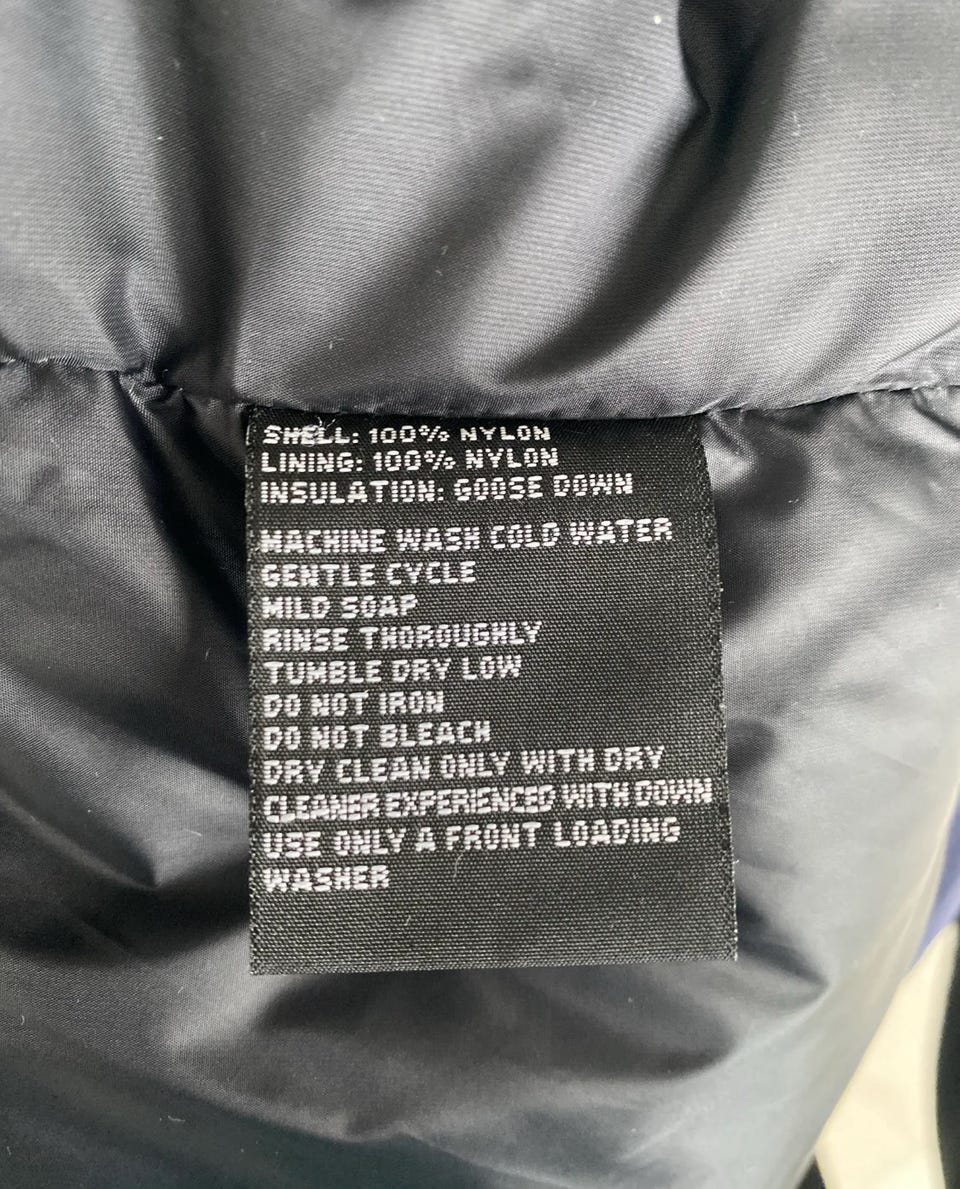 SHELL: 100% NYLON
LINING: 100% NYLON
INSULATION: GOOSE DOWN
MACHINE WASH COLD WATER
GENTLE CYCLE
MILD SOAP
RINSE THOROUGHLY
TUMBLE DRY LOW
DO NOT IRON
DO NOT BLEACH
DRY CLEAN ONLY WITH DRY
CLEANER EXPERIENCED WITH DOWN
USE ONLY A FRONT LOADING
WASHER